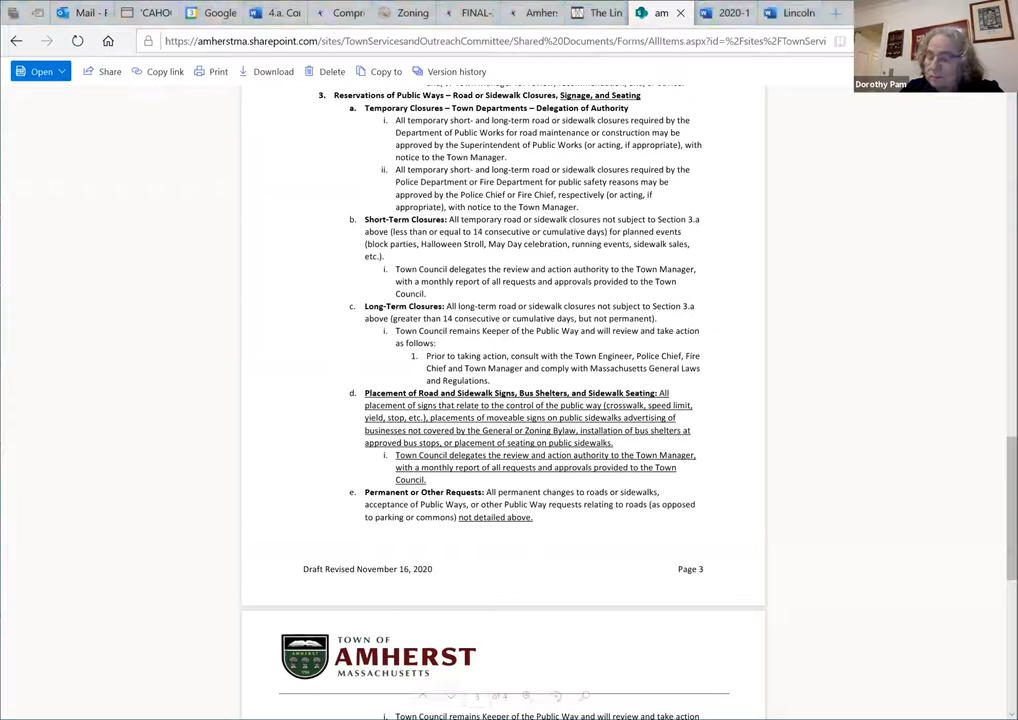 Mail - F
'CAHO
Google
4.a. Cor
Compr
Zoning
FINAL-
Amhers
The Lin
am
2020-1
Lincoln
https://amherstma.sharepoint.com/sites/TownServicesandOutreachCommittee/Shared%20Documents/Forms/AllItems.aspx?id=%2Fsites%2FTownServi
Open
Share
Copy link
Print
Download
Delete
Copy to
Version history
Dorothy Pam
3. Reservations of Public Ways – Road or Sidewalk Closures, Signage, and Seating
a. Temporary Closures – Town Departments – Delegation of Authority
i. All temporary short- and long-term road or sidewalk closures required by the
Department of Public Works for road maintenance or construction may be
approved by the Superintendent of Public Works (or acting, if appropriate), with
notice to the Town Manager.
ii. All temporary short- and long-term road or sidewalk closures required by the
Police Department or Fire Department for public safety reasons may be
approved by the Police Chief or Fire Chief, respectively (or acting, if
appropriate), with notice to the Town Manager.
b. Short-Term Closures: All temporary road or sidewalk closures not subject to Section 3.a
above (less than or equal to 14 consecutive or cumulative days) for planned events
(block parties, Halloween Stroll, May Day celebration, running events, sidewalk sales,
etc.).
i. Town Council delegates the review and action authority to the Town Manager,
with a monthly report of all requests and approvals provided to the Town
Council.
c. Long-Term Closures: All long-term road or sidewalk closures not subject to Section 3.a
above (greater than 14 consecutive or cumulative days, but not permanent).
i. Town Council remains Keeper of the Public Way and will review and take action
as follows:
1. Prior to taking action, consult with the Town Engineer, Police Chief, Fire
Chief and Town Manager and comply with Massachusetts General Laws
and Regulations.
d. Placement of Road and Sidewalk Signs, Bus Shelters, and Sidewalk Seating: All
placement of signs that relate to the control of the public way (crosswalk, speed limit,
yield, stop, etc.), placements of moveable signs on public sidewalks advertising of
businesses not covered by the General or Zoning Bylaw, installation of bus shelters at
approved bus stops, or placement of seating on public sidewalks.
i. Town Council delegates the review and action authority to the Town Manager,
with a monthly report of all requests and approvals provided to the Town
Council.
e. Permanent or Other Requests: All permanent changes to roads or sidewalks,
acceptance of Public Ways, or other Public Way requests relating to roads (as opposed
to parking or commons) not detailed above.
Draft Revised November 16, 2020
Page 3
TOWN OF
AMHERST
MASSACHUSETTS
i. Town Council remains Keeper of the Public Way and will review and take action